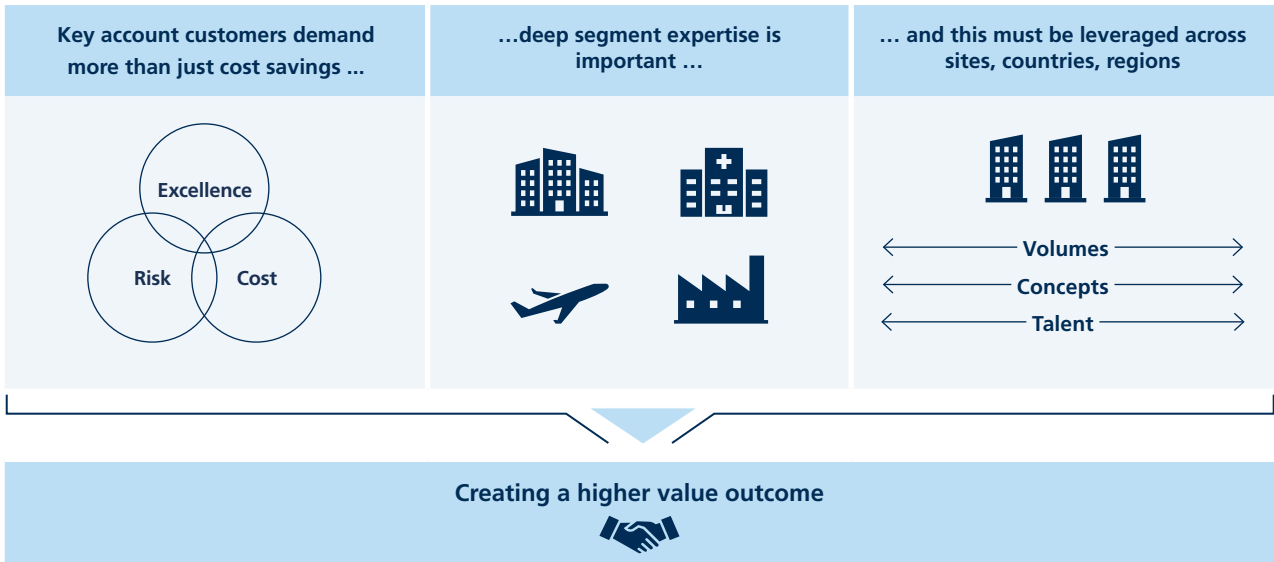 Key account customers demand
more than just cost savings ...
…deep segment expertise is
important …
… and this must be leveraged across
sites, countries, regions
Excellence
Risk
Cost
Volumes
Concepts
Talent
Creating a higher value outcome